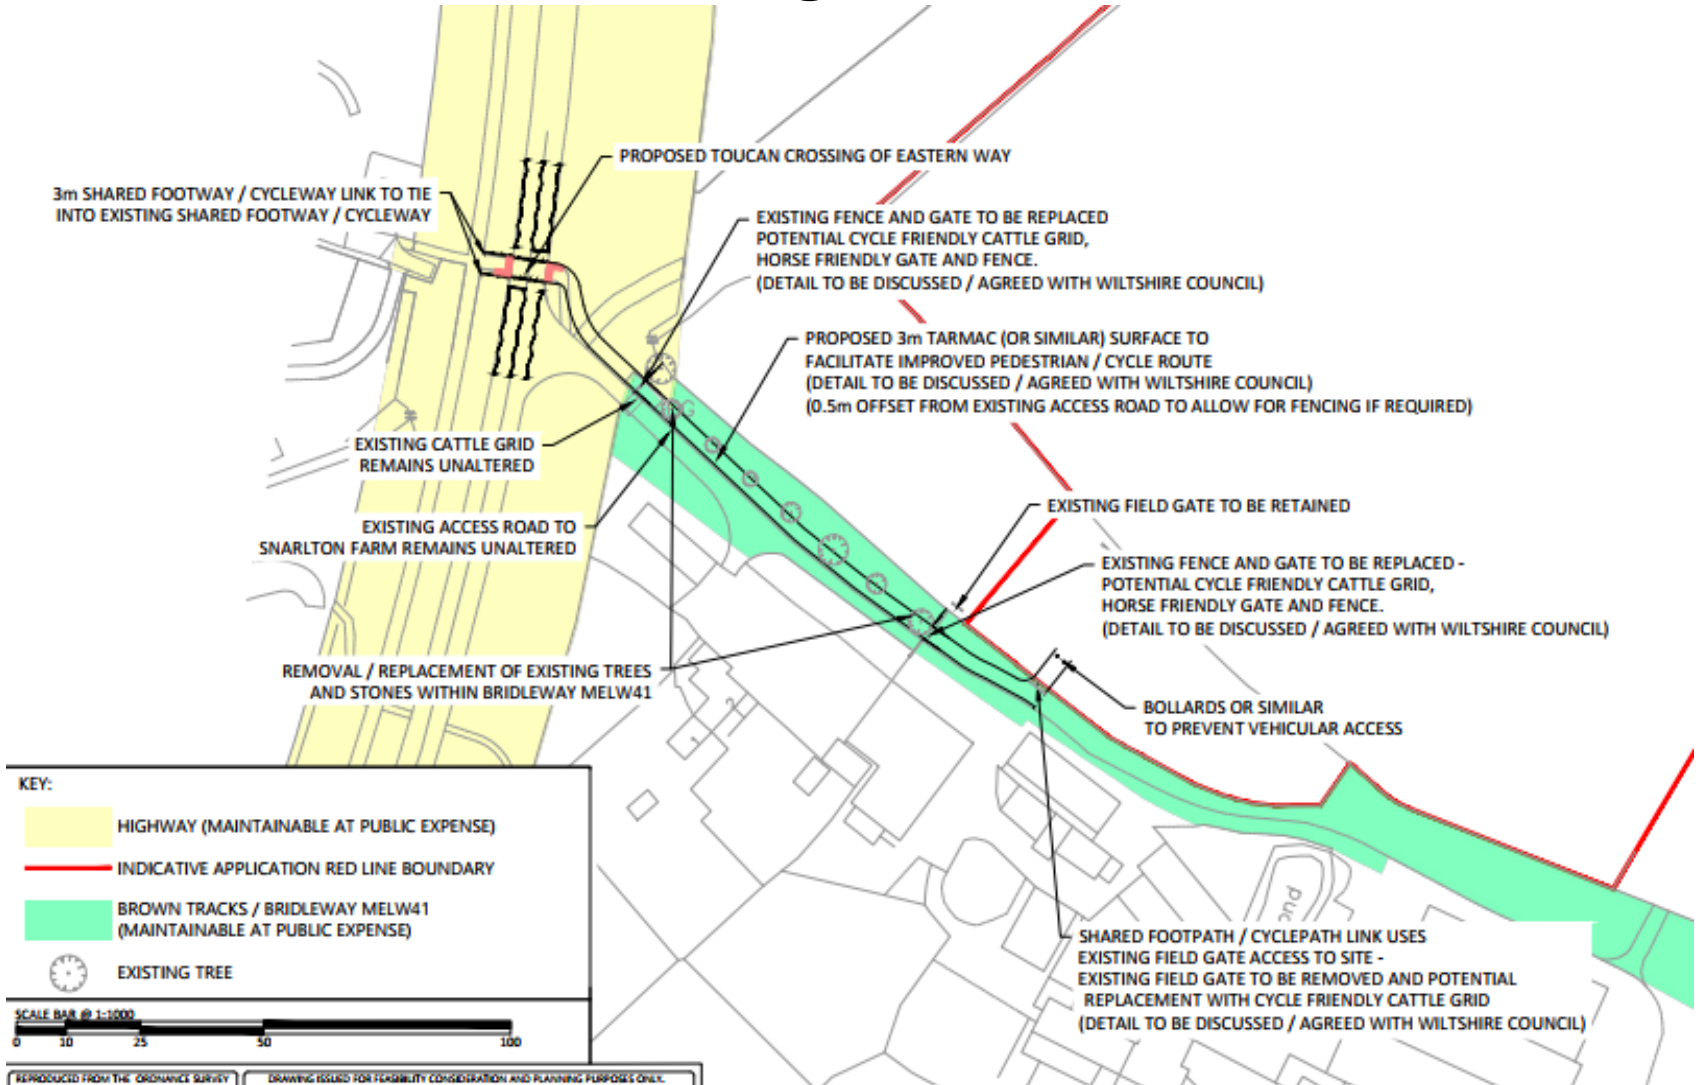 PROPOSED TOUCAN CROSSING OF EASTERN WAY
3m SHARED FOOTWAY / CYCLEWAY LINK TO TIE
INTO EXISTING SHARED FOOTWAY / CYCLEWAY
EXISTING FENCE AND GATE TO BE REPLACED
POTENTIAL CYCLE FRIENDLY CATTLE GRID,
HORSE FRIENDLY GATE AND FENCE.
(DETAIL TO BE DISCUSSED / AGREED WITH WILTSHIRE COUNCIL)
PROPOSED 3m TARMAC (OR SIMILAR) SURFACE TO
FACILITATE IMPROVED PEDESTRIAN / CYCLE ROUTE
(DETAIL TO BE DISCUSSED / AGREED WITH WILTSHIRE COUNCIL)
(0.5m OFFSET FROM EXISTING ACCESS ROAD TO ALLOW FOR FENCING IF REQUIRED)
EXISTING CATTLE GRID
REMAINS UNALTERED
EXISTING ACCESS ROAD TO
SNARLTON FARM REMAINS UNALTERED
EXISTING FIELD GATE TO BE RETAINED
EXISTING FENCE AND GATE TO BE REPLACED -
POTENTIAL CYCLE FRIENDLY CATTLE GRID,
HORSE FRIENDLY GATE AND FENCE.
(DETAIL TO BE DISCUSSED / AGREED WITH WILTSHIRE COUNCIL)
REMOVAL / REPLACEMENT OF EXISTING TREES
AND STONES WITHIN BRIDLEWAY MELW41
BOLLARDS OR SIMILAR
TO PREVENT VEHICULAR ACCESS
SHARED FOOTPATH / CYCLEPATH LINK USES
EXISTING FIELD GATE ACCESS TO SITE -
EXISTING FIELD GATE TO BE REMOVED AND POTENTIAL
REPLACEMENT WITH CYCLE FRIENDLY CATTLE GRID
(DETAIL TO BE DISCUSSED / AGREED WITH WILTSHIRE COUNCIL)
KEY:
HIGHWAY (MAINTAINABLE AT PUBLIC EXPENSE)
INDICATIVE APPLICATION RED LINE BOUNDARY
BROWN TRACKS / BRIDLEWAY MELW41
(MAINTAINABLE AT PUBLIC EXPENSE)
EXISTING TREE
SCALE BAR @ 1:1000
0 10 25 50 100
REPRODUCED FROM THE ORDNANCE SURVEY
DRAWING ISSUED FOR FEASIBILITY CONSIDERATION AND PLANNING PURPOSES ONLY.